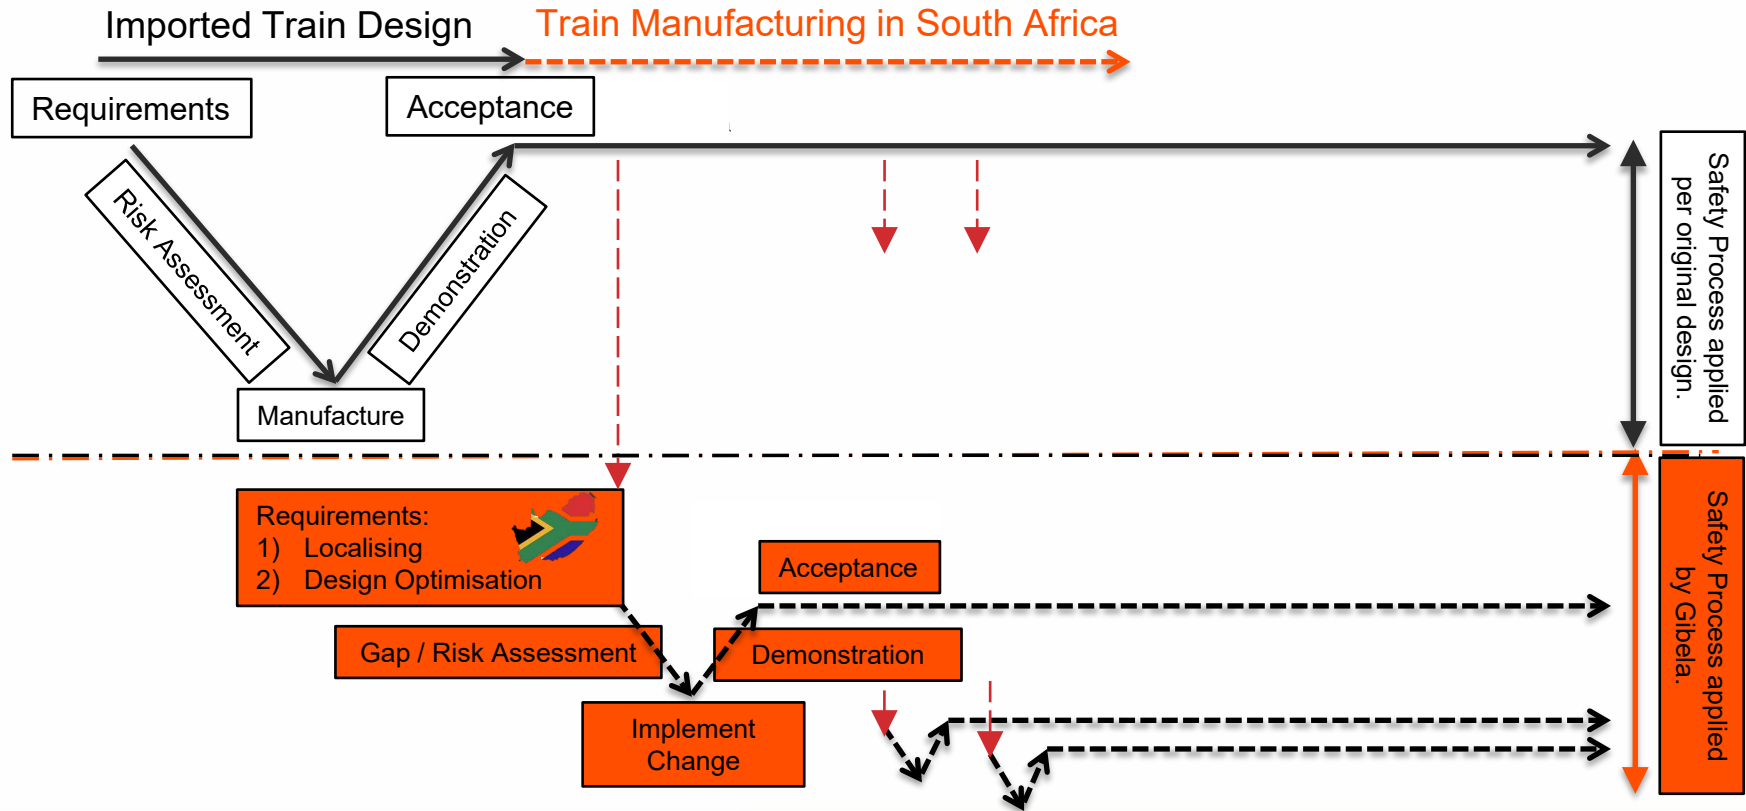 Imported Train Design
Train Manufacturing in South Africa
Requirements
Acceptance
Risk Assessment
Demonstration
Manufacture
Safety Process applied
per original design.
Requirements:
1) Localising
2) Design Optimisation
Acceptance
Gap / Risk Assessment
Demonstration
Implement
Change
Safety Process applied
by Gibela.